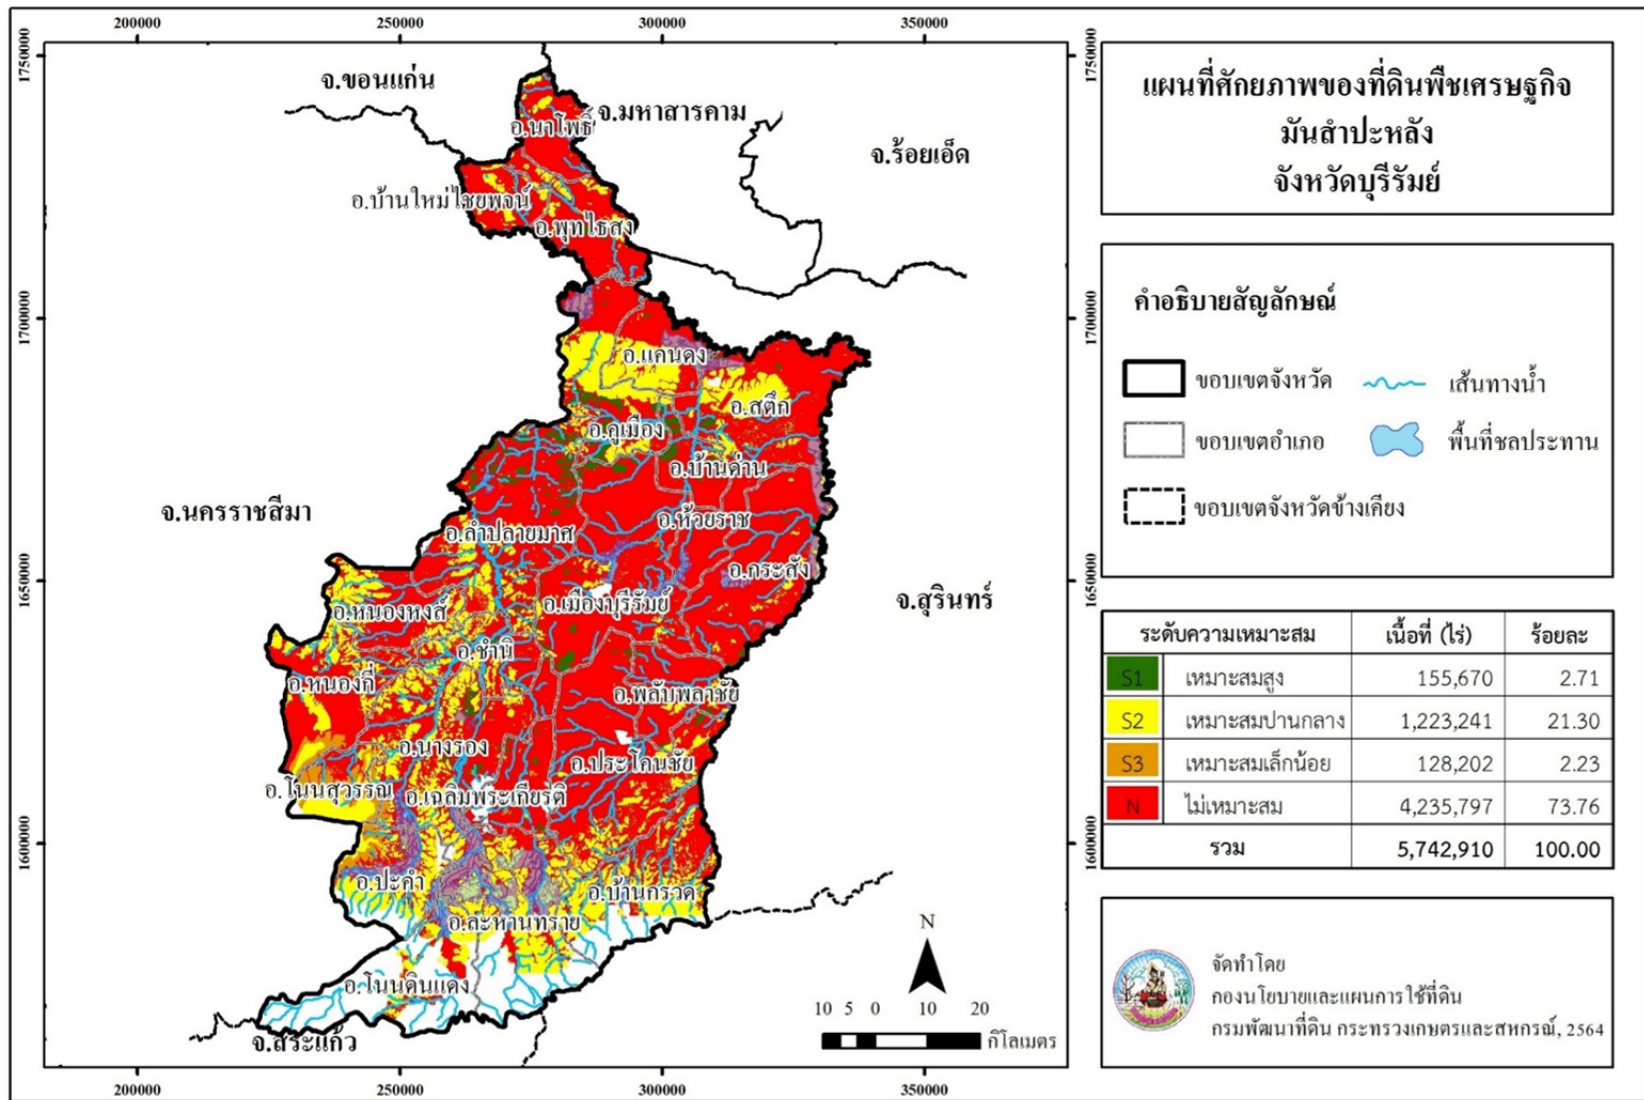 200000 250000 300000 350000
แผนที่ศักยภาพของที่ดินพืชเศรษฐกิจ
มันสำปะหลัง
จังหวัดบุรีรัมย์
1750000
1750000
จ.ขอนแก่น
จ.มหาสารคาม
จ.ร้อยเอ็ด
อ.นาโพธิ์
อ.บ้านใหม่ไชยพจน์
อ.พุทไธสง
คำอธิบายสัญลักษณ์
ขอบเขตจังหวัด
เส้นทางน้ำ
ขอบเขตอำเภอ
พื้นที่ชลประทาน
ขอบเขตจังหวัดข้างเคียง
1700000
1700000
อ.แคนดง
อ.สตึก
อ.คูเมือง
อ.บ้านด่าน
จ.นครราชสีมา
อ.ห้วยราช
อ.ลำปลายมาศ
อ.กระสัง
1650000
1650000
อ.เมืองบุรีรัมย์
จ.สุรินทร์
อ.หนองหงส์
อ.ชำนิ
อ.หนองกี่
อ.พลับพลาชัย
อ.นางรอง
อ.ประโคนชัย
อ.โนนสุวรรณ
อ.เฉลิมพระเกียรติ
1600000
1600000
อ.ปะคำ
อ.บ้านกรวด
อ.ละหานทราย
อ.โนนดินแดง
จ.สระแก้ว
ระดับความเหมาะสม เนื้อที่ (ไร่) ร้อยละ
S1 เหมาะสมสูง 155,670 2.71
S2 เหมาะสมปานกลาง 1,223,241 21.30
S3 เหมาะสมเล็กน้อย 128,202 2.23
N ไม่เหมาะสม 4,235,797 73.76
รวม 5,742,910 100.00
N
10 5 0 10 20
กิโลเมตร
จัดทำโดย
กองนโยบายและแผนการใช้ที่ดิน
กรมพัฒนาที่ดิน กระทรวงเกษตรและสหกรณ์, 2564
200000 250000 300000 350000